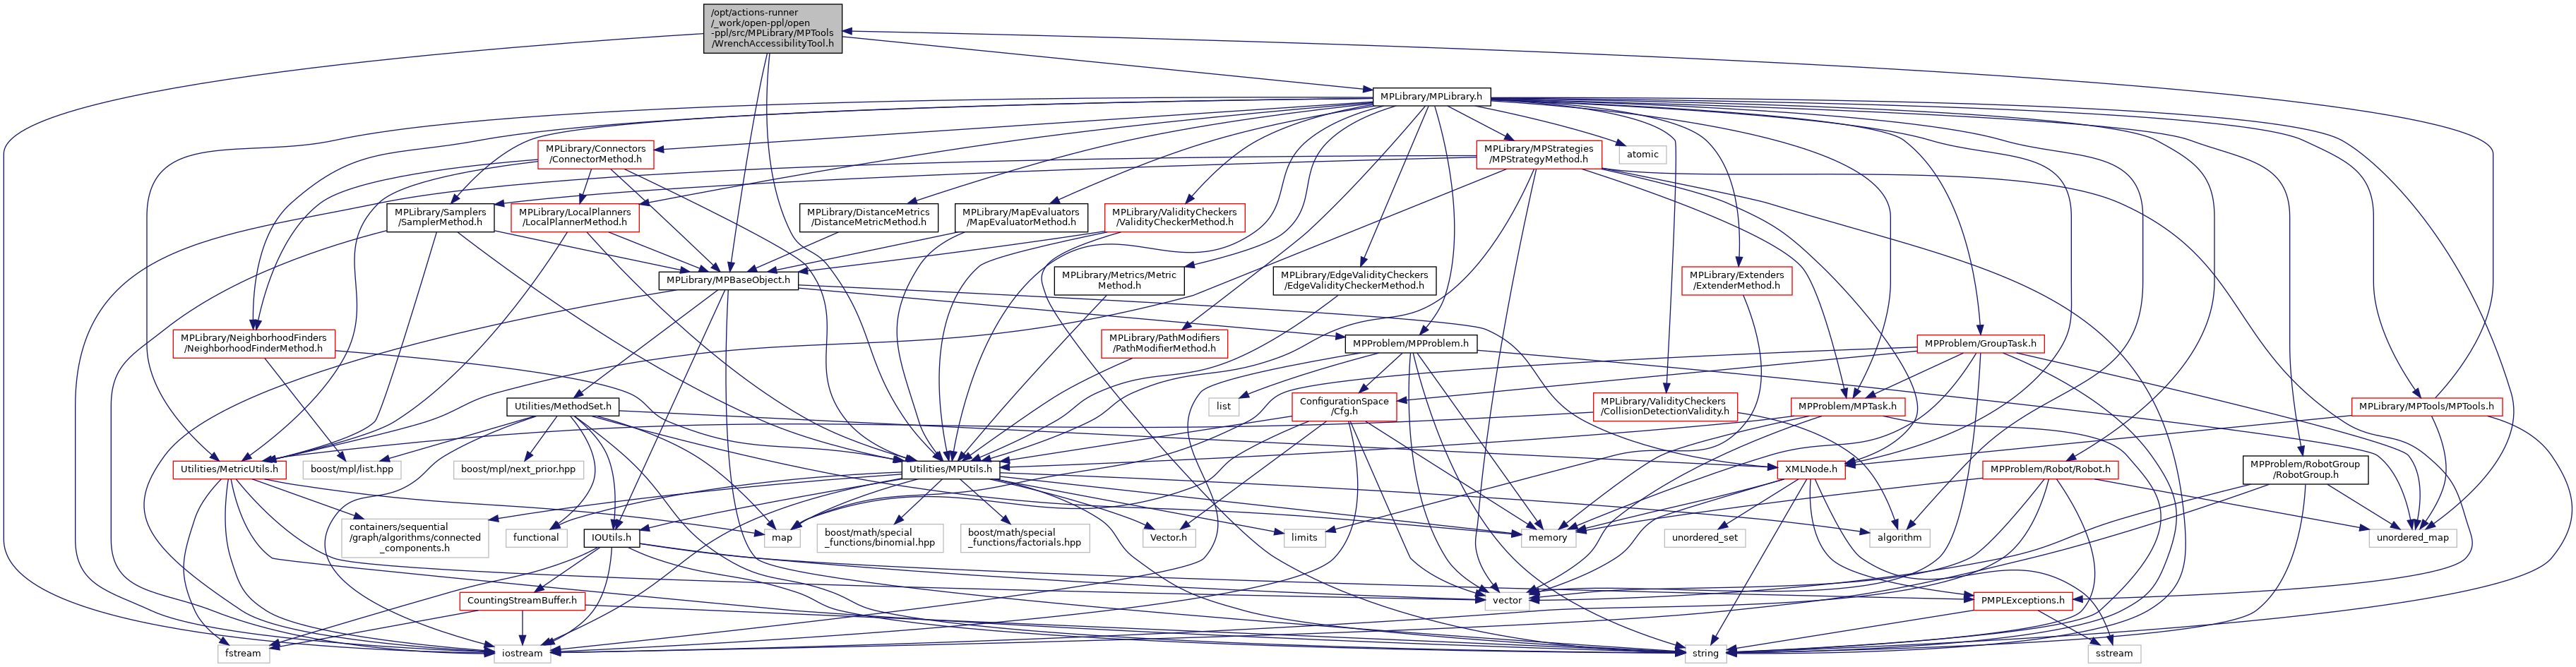 /opt/actions-runner
/_work/open-ppl/open
-ppl/src/MPLibrary/MPTools
/WrenchAccessibilityTool.h
MPLibrary/MPLibrary.h
MPLibrary/Connectors
/ConnectorMethod.h
MPLibrary/MPStrategies
/MPStrategyMethod.h
atomic
MPLibrary/Samplers
/SamplerMethod.h
MPLibrary/LocalPlanners
/LocalPlannerMethod.h
MPLibrary/DistanceMetrics
/DistanceMetricMethod.h
MPLibrary/MapEvaluators
/MapEvaluatorMethod.h
MPLibrary/ValidityCheckers
/ValidityCheckerMethod.h
MPLibrary/MPBaseObject.h
MPLibrary/Metrics/Metric
Method.h
MPLibrary/EdgeValidityCheckers
/EdgeValidityCheckerMethod.h
MPLibrary/Extenders
/ExtenderMethod.h
MPLibrary/NeighborhoodFinders
/NeighborhoodFinderMethod.h
MPLibrary/PathModifiers
/PathModifierMethod.h
MPProblem/MPProblem.h
MPProblem/GroupTask.h
Utilities/MethodSet.h
list
ConfigurationSpace
/Cfg.h
MPLibrary/ValidityCheckers
/CollisionDetectionValidity.h
MPProblem/MPTask.h
MPLibrary/MPTools/MPTools.h
Utilities/MetricUtils.h
boost/mpl/list.hpp
boost/mpl/next_prior.hpp
Utilities/MPUtils.h
XMLNode.h
MPProblem/Robot/Robot.h
MPProblem/RobotGroup
/RobotGroup.h
containers/sequential
/graph/algorithms/connected
_components.h
functional
IOUtils.h
map
boost/math/special
_functions/binomial.hpp
boost/math/special
_functions/factorials.hpp
Vector.h
limits
memory
unordered_set
algorithm
unordered_map
CountingStreamBuffer.h
vector
PMPLExceptions.h
fstream
iostream
string
sstream